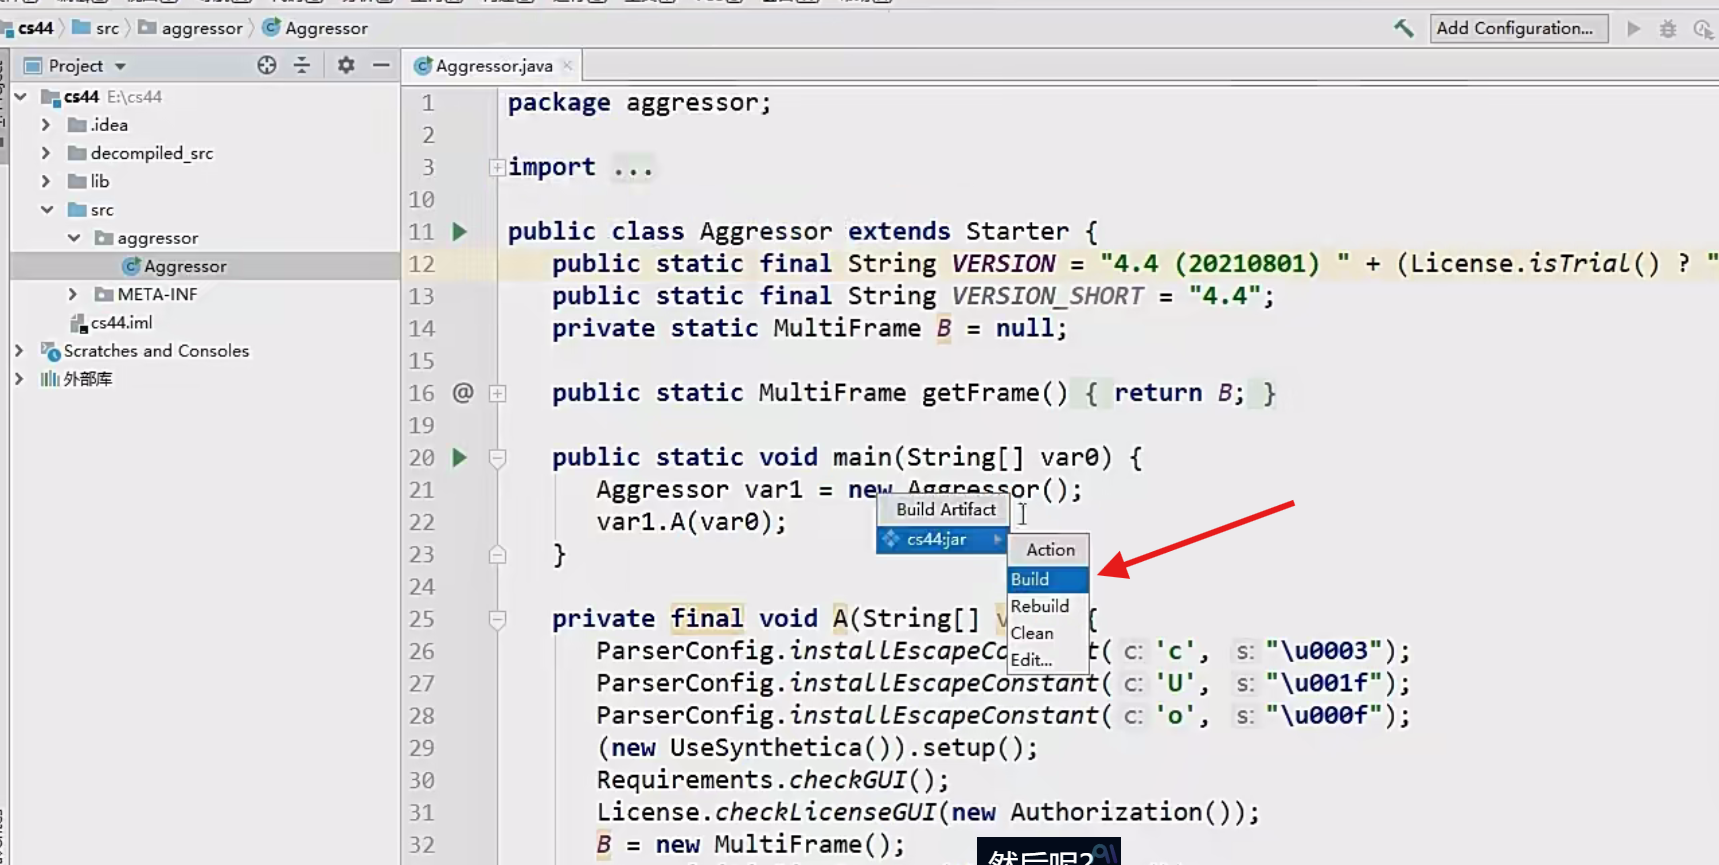 cs44 src aggressor Aggressor Add Configuration...
Project Aggressor.java
cs44 E:\cs44
.idea
decompiled_src
lib
src
aggressor
Aggressor
META-INF
cs44.iml
Scratches and Consoles
外部库
1 package aggressor;
2
3 import ...
10
11 public class Aggressor extends Starter {
12 public static final String VERSION = "4.4 (20210801) " + (License.isTrial() ? "
13 public static final String VERSION_SHORT = "4.4";
14 private static MultiFrame B = null;
15
16 @ public static MultiFrame getFrame() { return B; }
19
20 public static void main(String[] var0) {
21 Aggressor var1 = new Aggressor();
22 var1.A(var0);
23 }
24
25 private final void A(String[] v {
26 ParserConfig.installEscapeCo t( c: 'c', s: "\u0003");
27 ParserConfig.installEscapeConstant( c: 'U', s: "\u001f");
28 ParserConfig.installEscapeConstant( c: 'o', s: "\u000f");
29 (new UseSynthetica()).setup();
30 Requirements.checkGUI();
31 License.checkLicenseGUI(new Authorization());
32 B = new MultiFrame();
Build Artifact
cs44:jar
Action
Build
Rebuild
Clean
Edit...
然后呢?